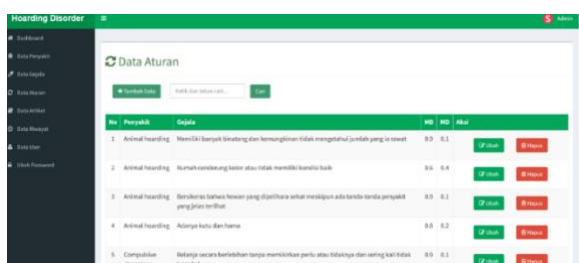 Hoarding Disorder
Admin
Dashboard
Data Penyakit
Data Gejala
Data Aturan
Data Artikel
Data Riwayat
Data User
Ubah Password
Data Aturan
Tambah Data
Ketik dan tekan cari...
Cari
No Penyakit Gejala MB MD Aksi
1 Animal hoarding Memiliki banyak binatang dan kemungkinan tidak mengetahui jumlah yang ia rawat 0.9 0.1 Ubah Hapus
2 Animal hoarding Rumah cenderung kotor atau tidak memiliki kondisi baik 0.6 0.4 Ubah Hapus
3 Animal hoarding Bersikeras bahwa hewan yang dipelihara sehat meskipun ada tanda-tanda penyakit
yang jelas terlihat 0.9 0.1 Ubah Hapus
4 Animal hoarding Adanya kutu dan hama 0.8 0.2 Ubah Hapus
5 Compulsive Belanja secara berlebihan tanpa memikirkan perlu atau tidaknya dan sering kali tidak 0.9 0.1 Ubah Hapus